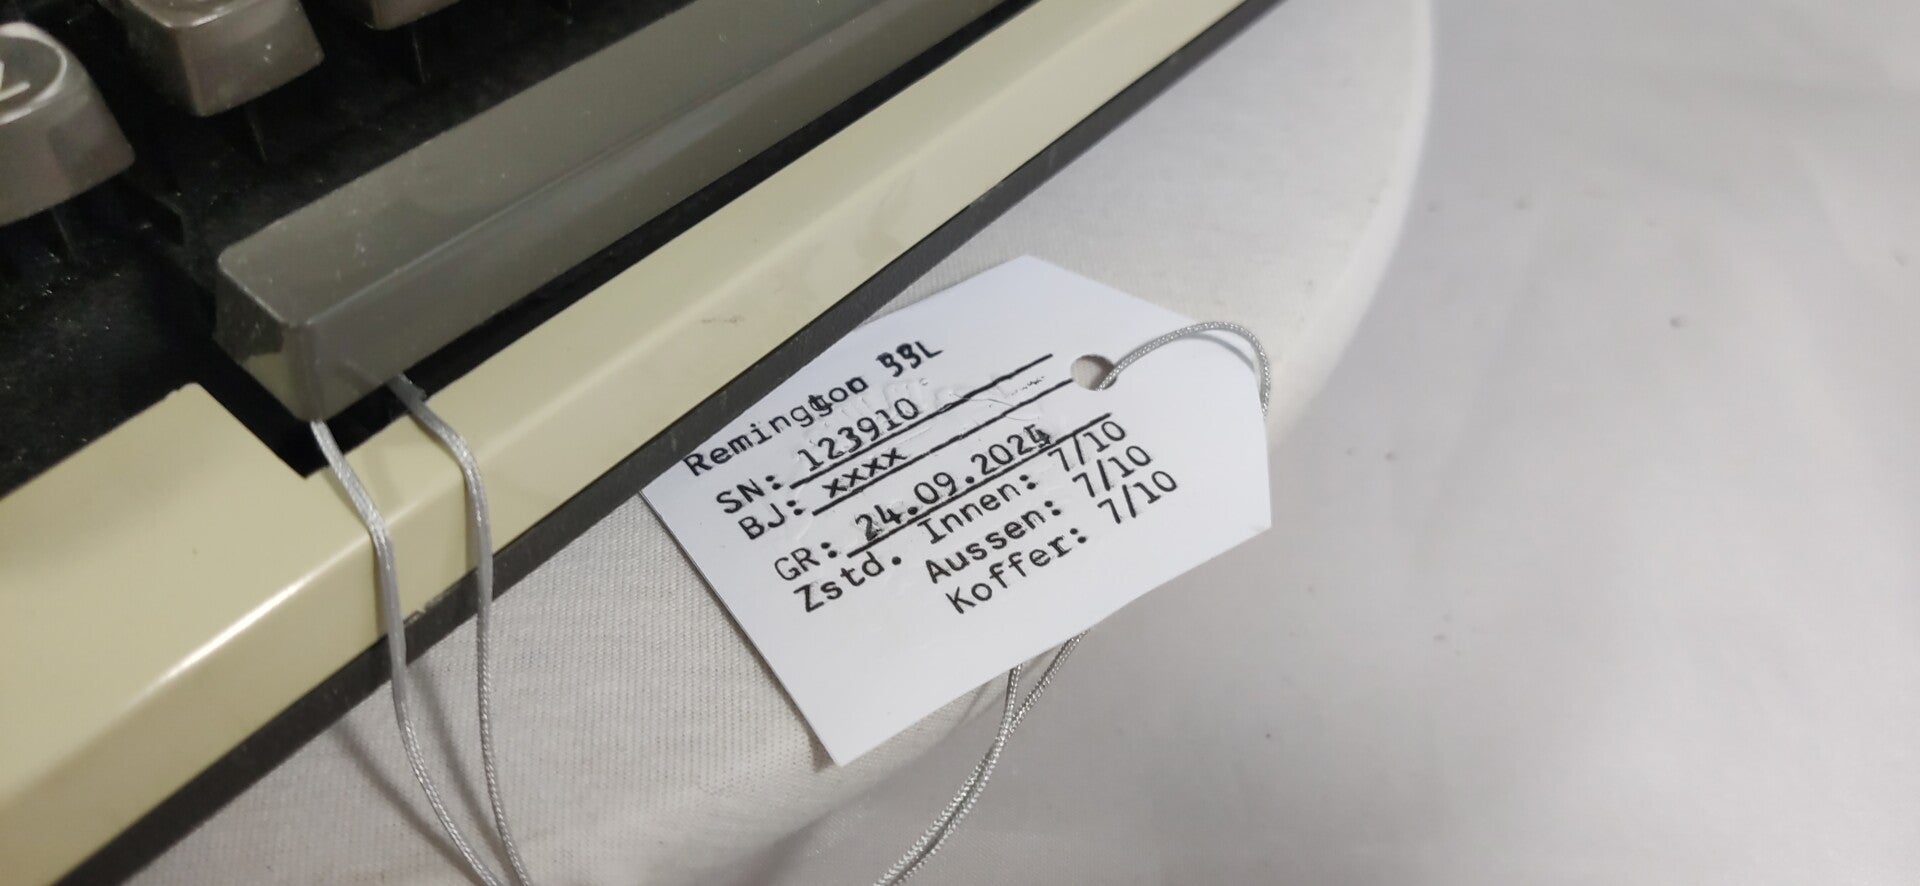 Remington 33L
SN: 123910
BJ: xxxx
GR: 24.09.2024
Zstd. Innen: 7/10
Aussen: 7/10
Koffer: 7/10